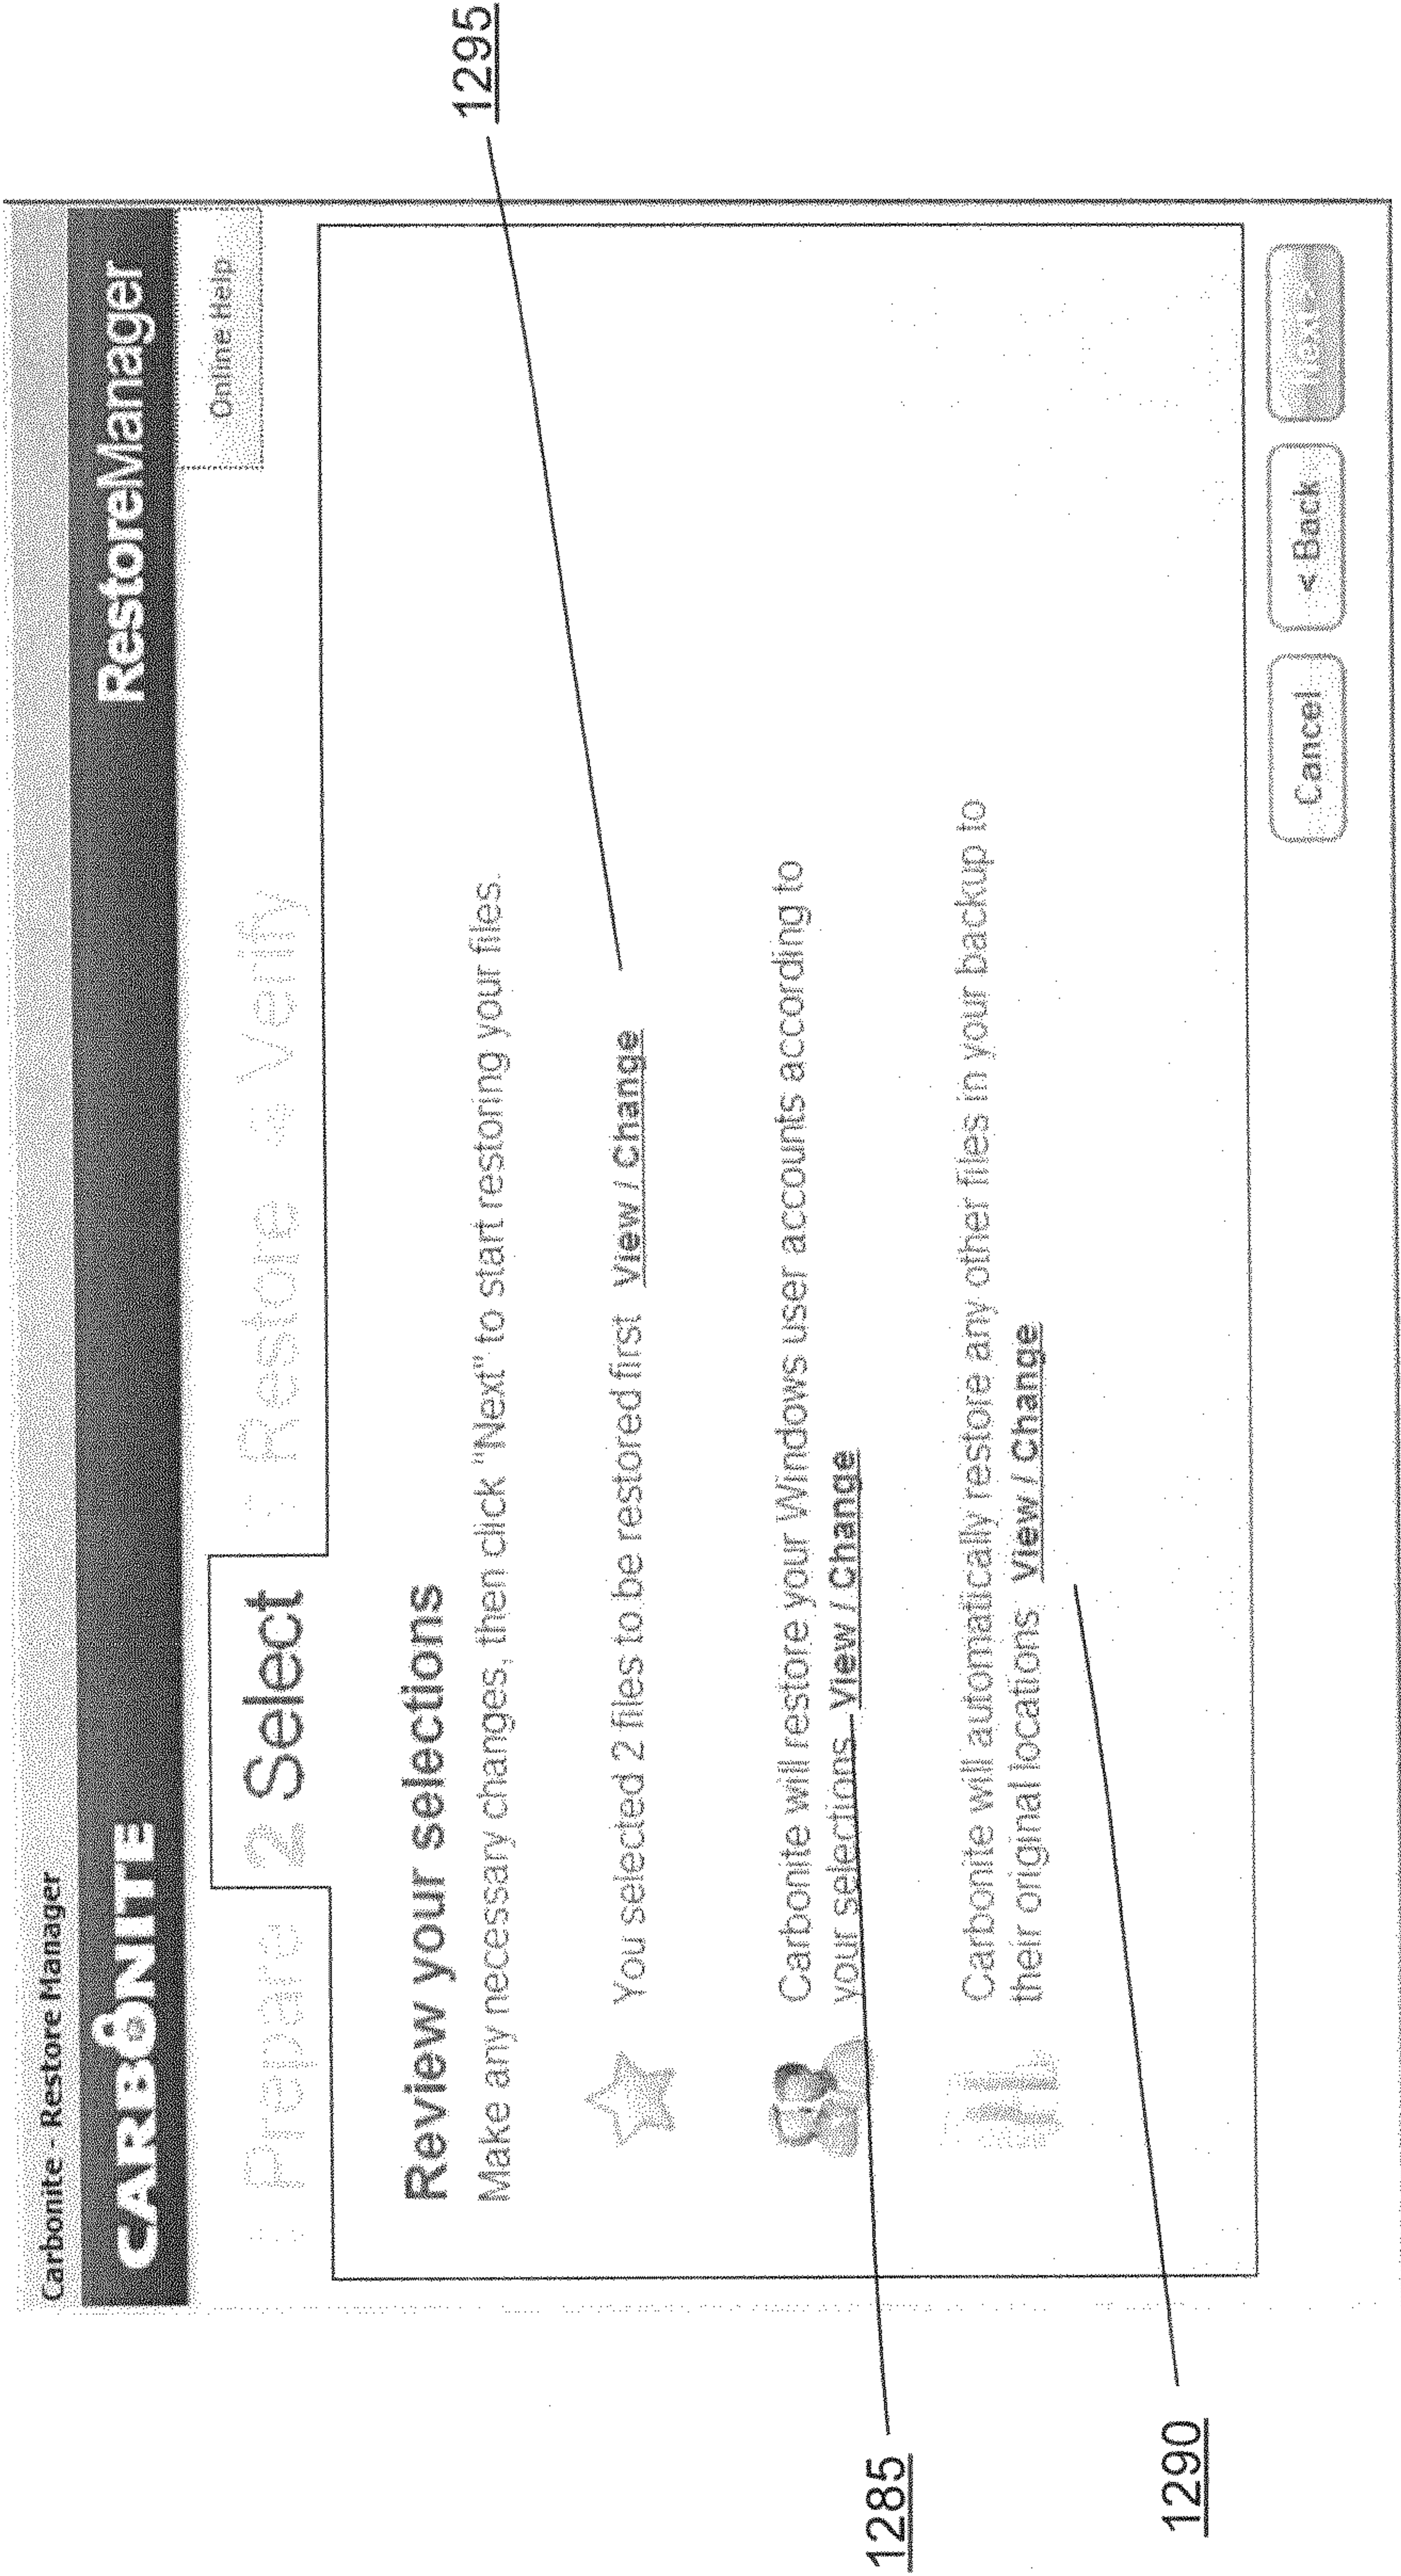 1295
Carbonite - Restore Manager
CARBONITE RestoreManager
Online Help
Prepare 2 Select Restore 4 Verify
Review your selections
Make any necessary changes, then click "Next" to start restoring your files.
You selected 2 files to be restored first View / Change
Carbonite will restore your Windows user accounts according to
your selections View / Change
Carbonite will automatically restore any other files in your backup to
their original locations View / Change
Cancel < Back Next >
1285
1290